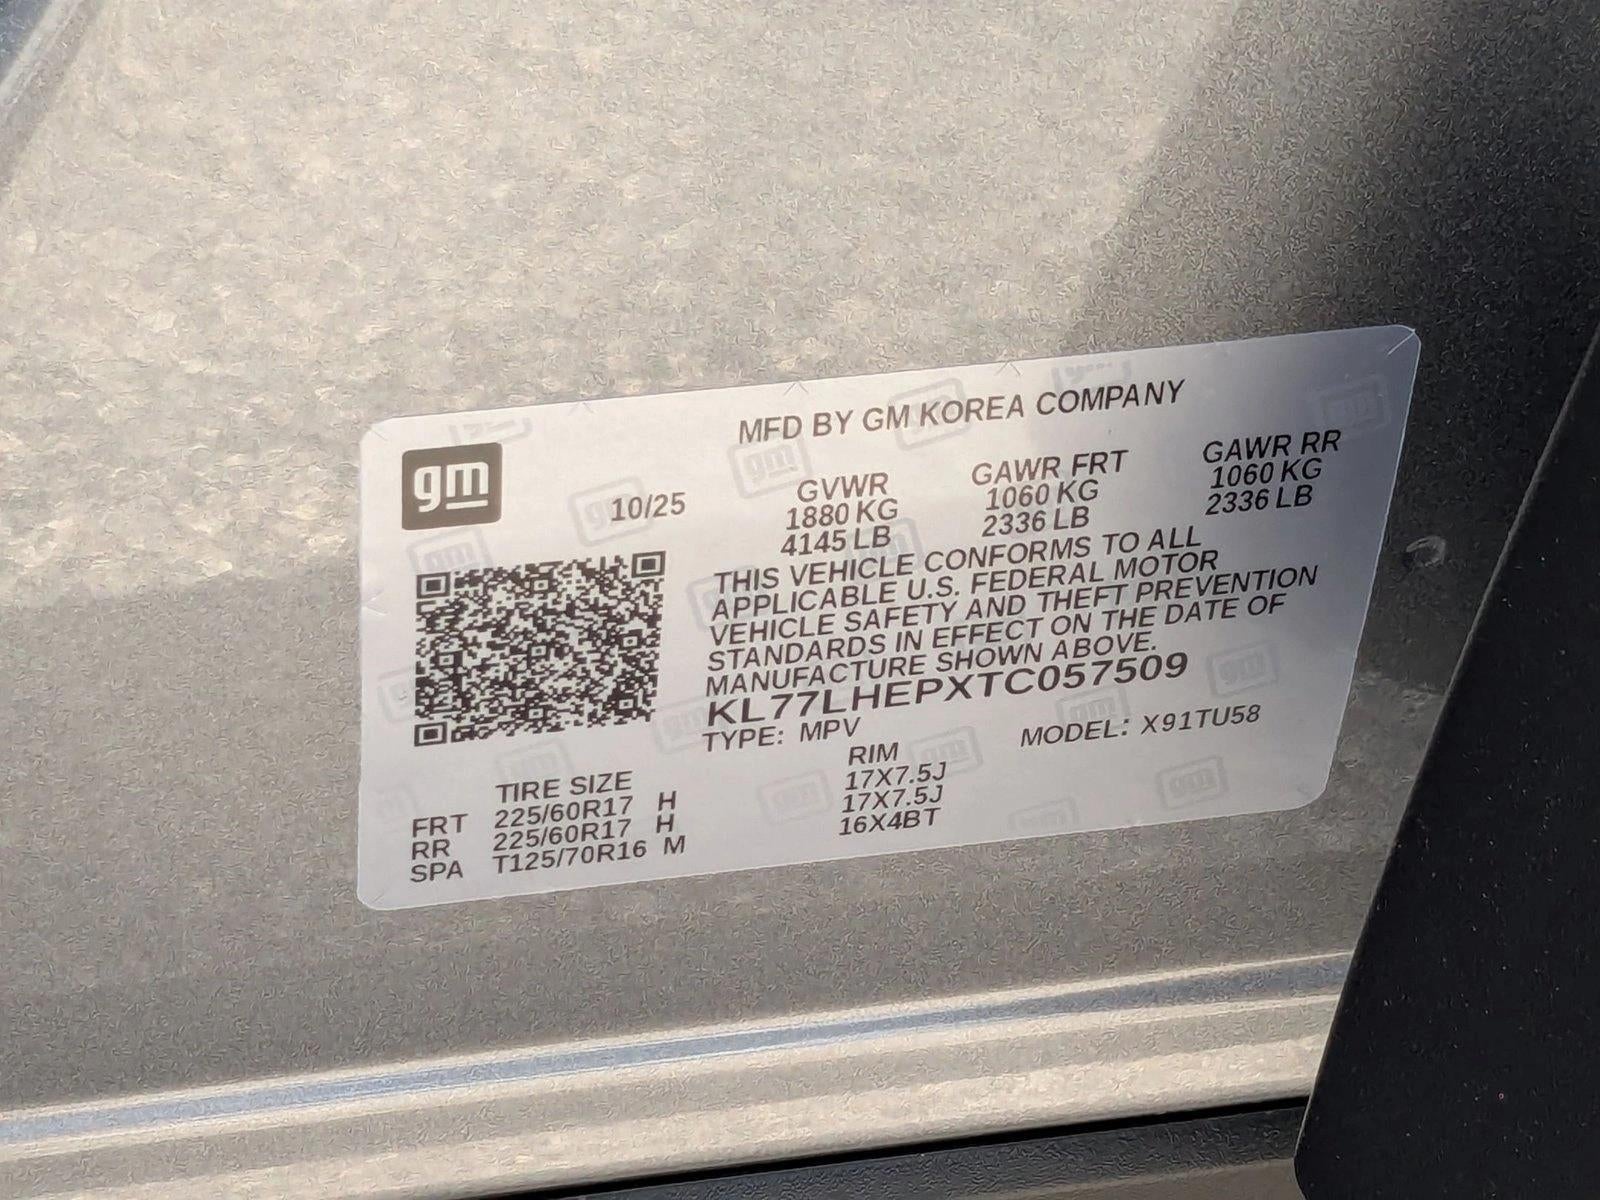 gm
MFD BY GM KOREA COMPANY
10/25
GVWR GAWR FRT GAWR RR
1880 KG 1060 KG 1060 KG
4145 LB 2336 LB 2336 LB
THIS VEHICLE CONFORMS TO ALL
APPLICABLE U.S. FEDERAL MOTOR
VEHICLE SAFETY AND THEFT PREVENTION
STANDARDS IN EFFECT ON THE DATE OF
MANUFACTURE SHOWN ABOVE.
KL77LHEPXTC057509
TYPE: MPV MODEL: X91TU58
TIRE SIZE RIM
FRT 225/60R17 H 17X7.5J
RR 225/60R17 H 17X7.5J
SPA T125/70R16 M 16X4BT